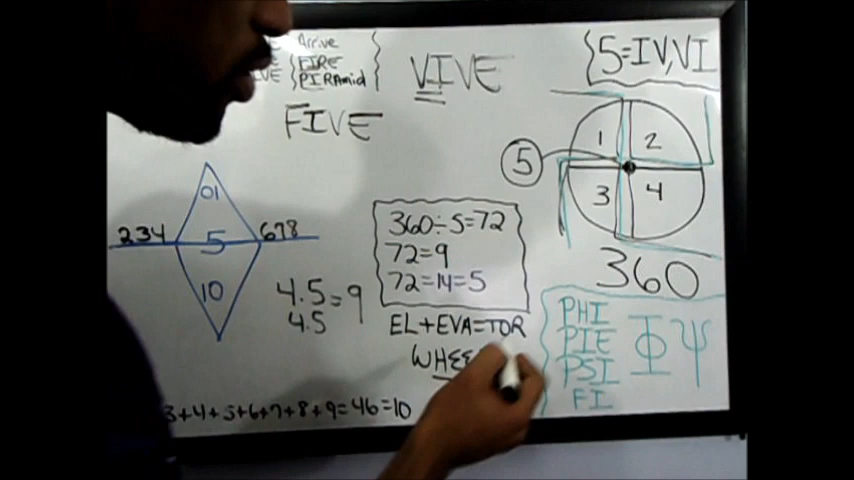 Arrive
FIRE
IVE PIRAmid
VIVE
5=IV,VI
FIVE
1 2
5
3 4
360
01
234 5 678
10
4.5=9
4.5
360÷5=72
72=9
72=14=5
EL+EVA=TOR
WHEE
PHI
PIE
PSI
FI
Φ Ψ
3+4+5+6+7+8+9=46=10